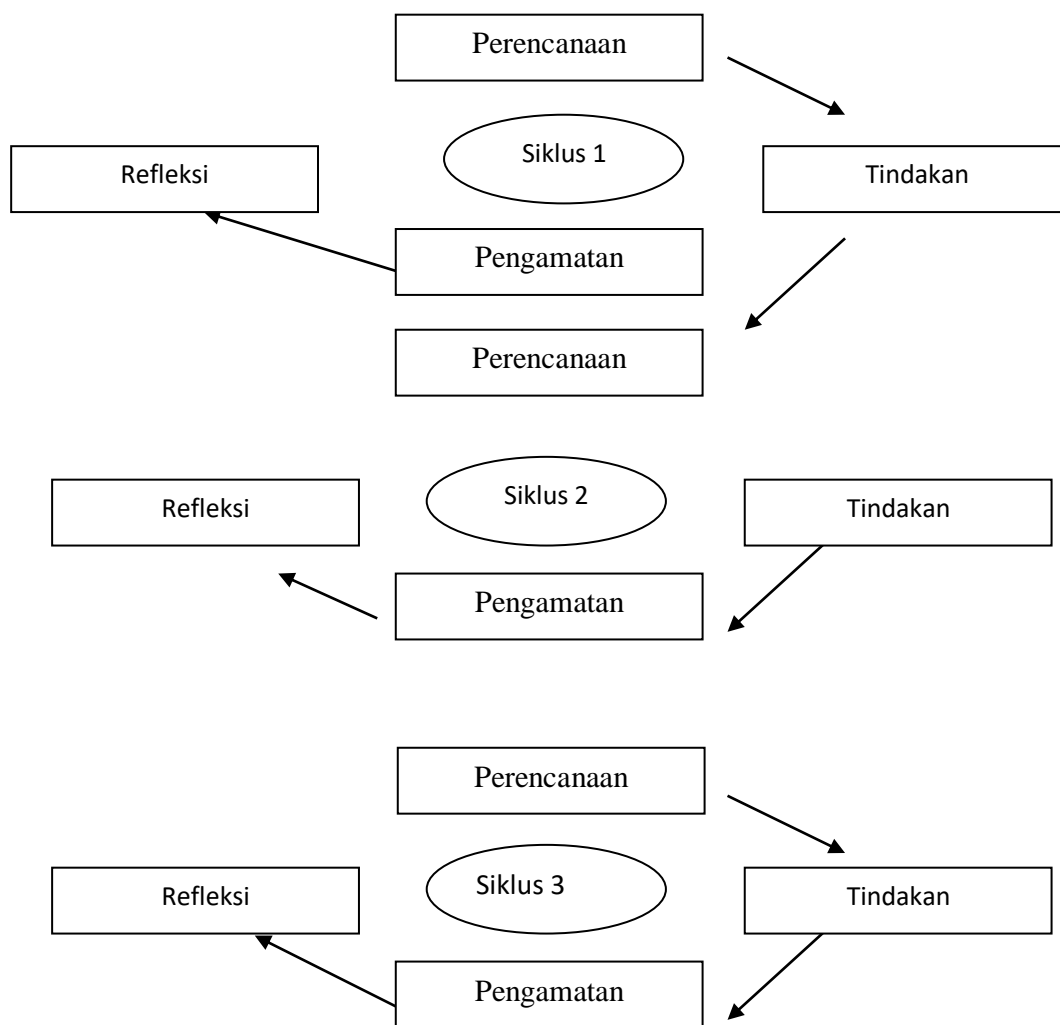 Perencanaan
Siklus 1
Refleksi
Tindakan
Pengamatan
Perencanaan
Siklus 2
Refleksi
Tindakan
Pengamatan
Perencanaan
Siklus 3
Refleksi
Tindakan
Pengamatan